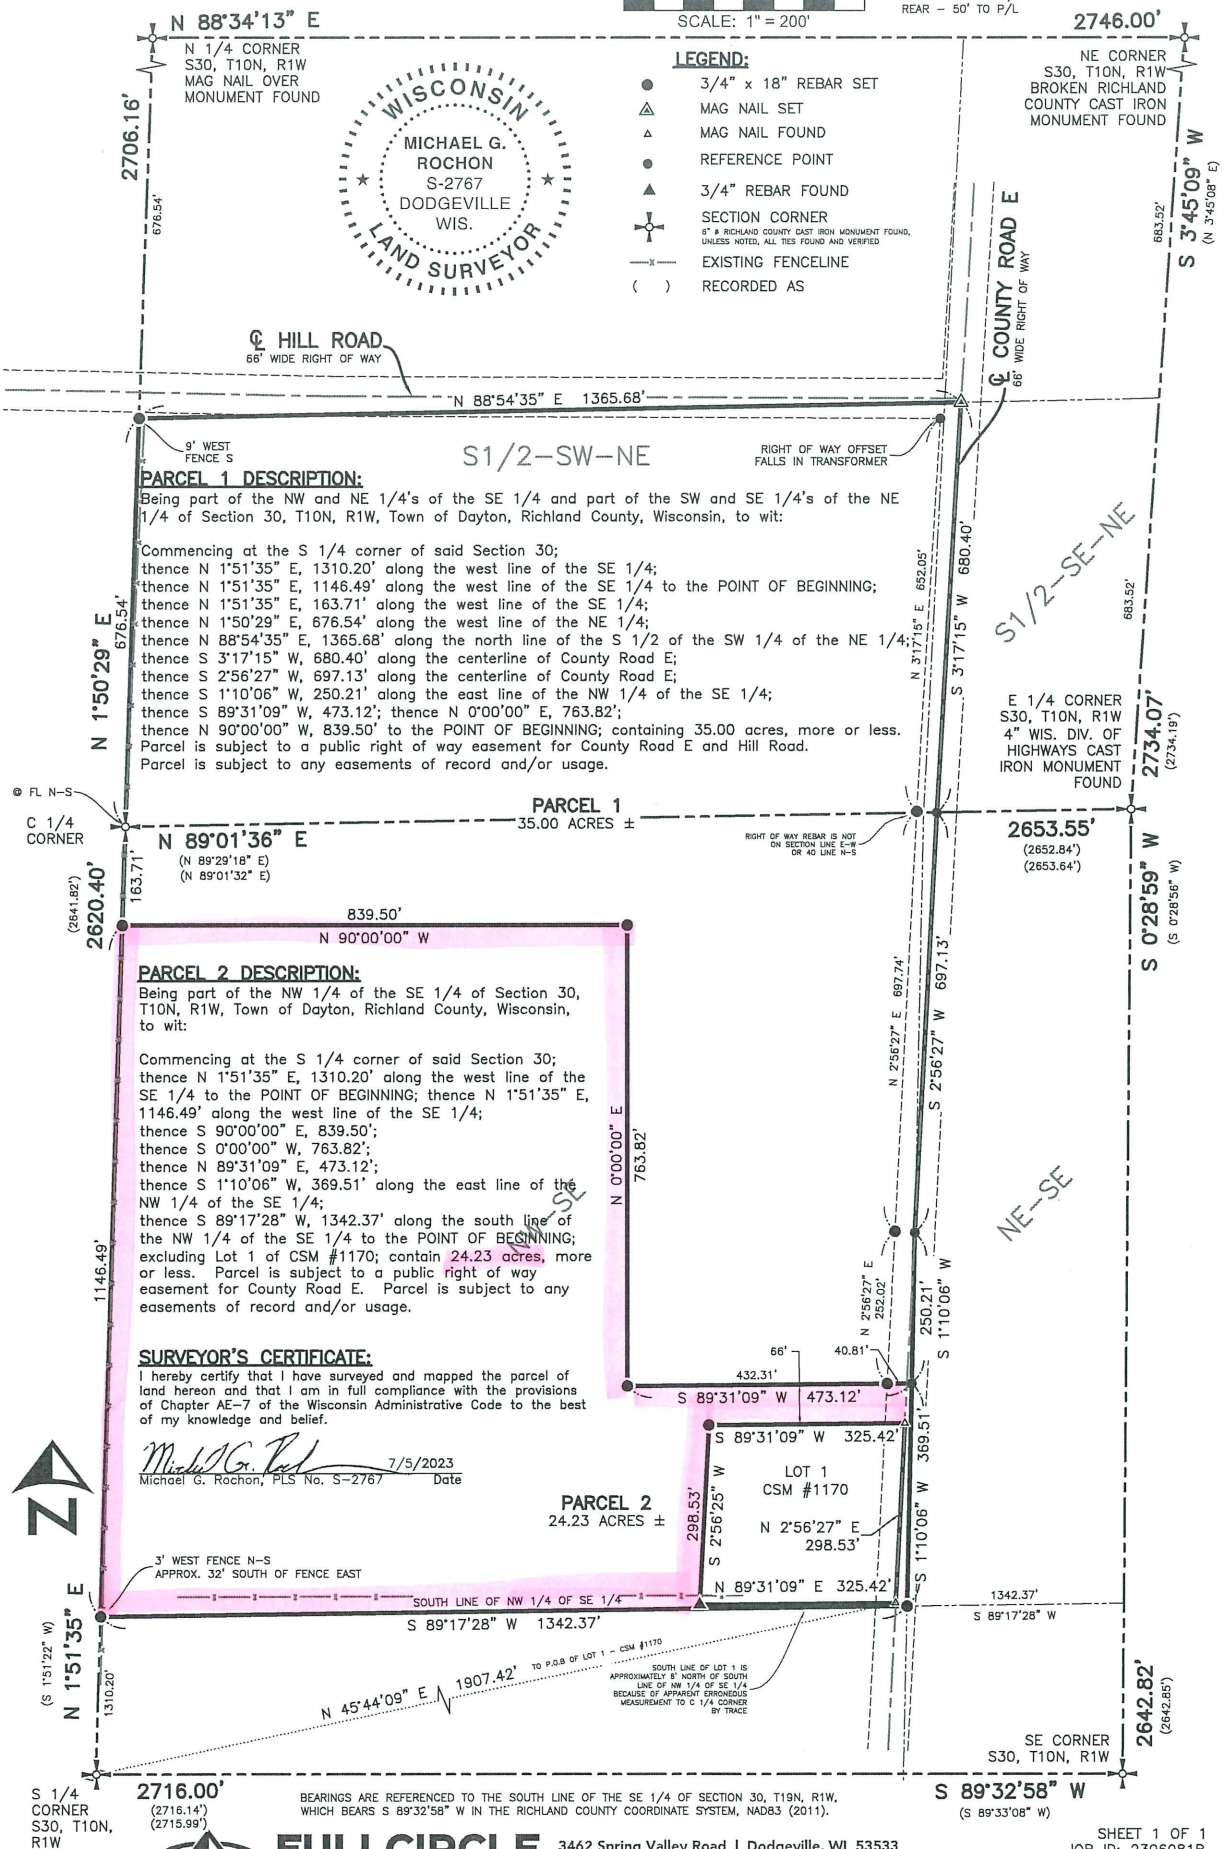 SCALE: 1" = 200'
REAR – 50' TO P/L
N 88°34'13" E
2746.00'
N 1/4 CORNER
S30, T10N, R1W
MAG NAIL OVER
MONUMENT FOUND
2706.16'
676.54'
WISCONSIN
MICHAEL G.
ROCHON
S-2767
DODGEVILLE
WIS.
LAND SURVEYOR
LEGEND:
3/4" x 18" REBAR SET
MAG NAIL SET
MAG NAIL FOUND
REFERENCE POINT
3/4" REBAR FOUND
SECTION CORNER
6" ø RICHLAND COUNTY CAST IRON MONUMENT FOUND,
UNLESS NOTED, ALL TIES FOUND AND VERIFIED
EXISTING FENCELINE
( ) RECORDED AS
NE CORNER
S30, T10N, R1W
BROKEN RICHLAND
COUNTY CAST IRON
MONUMENT FOUND
S 3°45'09" W
(N 3°45'08" E)
683.52'
℄ COUNTY ROAD E
66' WIDE RIGHT OF WAY
℄ HILL ROAD
66' WIDE RIGHT OF WAY
N 88°54'35" E 1365.68'
9' WEST
FENCE S
S1/2–SW–NE
RIGHT OF WAY OFFSET
FALLS IN TRANSFORMER
PARCEL 1 DESCRIPTION:
Being part of the NW and NE 1/4's of the SE 1/4 and part of the SW and SE 1/4's of the NE
1/4 of Section 30, T10N, R1W, Town of Dayton, Richland County, Wisconsin, to wit:
Commencing at the S 1/4 corner of said Section 30;
thence N 1°51'35" E, 1310.20' along the west line of the SE 1/4;
thence N 1°51'35" E, 1146.49' along the west line of the SE 1/4 to the POINT OF BEGINNING;
thence N 1°51'35" E, 163.71' along the west line of the SE 1/4;
thence N 1°50'29" E, 676.54' along the west line of the NE 1/4;
thence N 88°54'35" E, 1365.68' along the north line of the S 1/2 of the SW 1/4 of the NE 1/4;
thence S 3°17'15" W, 680.40' along the centerline of County Road E;
thence S 2°56'27" W, 697.13' along the centerline of County Road E;
thence S 1°10'06" W, 250.21' along the east line of the NW 1/4 of the SE 1/4;
thence S 89°31'09" W, 473.12'; thence N 0°00'00" E, 763.82';
thence N 90°00'00" W, 839.50' to the POINT OF BEGINNING; containing 35.00 acres, more or less.
Parcel is subject to a public right of way easement for County Road E and Hill Road.
Parcel is subject to any easements of record and/or usage.
N 1°50'29" E
676.54'
N 3°17'15" E 652.05'
S 3°17'15" W 680.40'
S1/2–SE–NE
683.52'
E 1/4 CORNER
S30, T10N, R1W
4" WIS. DIV. OF
HIGHWAYS CAST
IRON MONUMENT
FOUND
2734.07'
(2734.19')
@ FL N–S
C 1/4
CORNER
PARCEL 1
35.00 ACRES ±
N 89°01'36" E
(N 89°29'18" E)
(N 89°01'32" E)
RIGHT OF WAY REBAR IS NOT
ON SECTION LINE E–W
OR 40 LINE N–S
2653.55'
(2652.84')
(2653.64')
163.71'
2620.40'
(2641.82')
S 0°28'59" W
(S 0°28'56" W)
839.50'
N 90°00'00" W
N 2°56'27" E 697.74'
S 2°56'27" W 697.13'
PARCEL 2 DESCRIPTION:
Being part of the NW 1/4 of the SE 1/4 of Section 30,
T10N, R1W, Town of Dayton, Richland County, Wisconsin,
to wit:
Commencing at the S 1/4 corner of said Section 30;
thence N 1°51'35" E, 1310.20' along the west line of the
SE 1/4 to the POINT OF BEGINNING; thence N 1°51'35" E,
1146.49' along the west line of the SE 1/4;
thence S 90°00'00" E, 839.50';
thence S 0°00'00" W, 763.82';
thence N 89°31'09" E, 473.12';
thence S 1°10'06" W, 369.51' along the east line of the
NW 1/4 of the SE 1/4;
thence S 89°17'28" W, 1342.37' along the south line of
the NW 1/4 of the SE 1/4 to the POINT OF BEGINNING;
excluding Lot 1 of CSM #1170; contain 24.23 acres, more
or less. Parcel is subject to a public right of way
easement for County Road E. Parcel is subject to any
easements of record and/or usage.
N 0°00'00" E
763.82'
NW–SE
NE–SE
1146.49'
N 2°56'27" E
252.02'
250.21'
S 1°10'06" W
SURVEYOR'S CERTIFICATE:
I hereby certify that I have surveyed and mapped the parcel of
land hereon and that I am in full compliance with the provisions
of Chapter AE–7 of the Wisconsin Administrative Code to the best
of my knowledge and belief.
7/5/2023
Michael G. Rochon, PLS No. S–2767 Date
66'
40.81'
432.31'
S 89°31'09" W 473.12'
S 89°31'09" W 325.42'
LOT 1
CSM #1170
N 2°56'27" E
298.53'
N 89°31'09" E 325.42'
S 2°56'25" W
298.53'
369.51'
S 1°10'06" W
PARCEL 2
24.23 ACRES ±
N
3' WEST FENCE N–S
APPROX. 32' SOUTH OF FENCE EAST
SOUTH LINE OF NW 1/4 OF SE 1/4
S 89°17'28" W 1342.37'
1342.37'
S 89°17'28" W
N 1°51'35" E
(S 1°51'22" W)
1310.20'
N 45°44'09" E 1907.42' TO P.O.B OF LOT 1 – CSM #1170
SOUTH LINE OF LOT 1 IS
APPROXIMATELY 8' NORTH OF SOUTH
LINE OF NW 1/4 OF SE 1/4
BECAUSE OF APPARENT ERRONEOUS
MEASUREMENT TO C 1/4 CORNER
BY TRACE
2642.82'
(2642.85')
SE CORNER
S30, T10N, R1W
S 1/4
CORNER
S30, T10N,
R1W
2716.00'
(2716.14')
(2715.99')
BEARINGS ARE REFERENCED TO THE SOUTH LINE OF THE SE 1/4 OF SECTION 30, T19N, R1W,
WHICH BEARS S 89°32'58" W IN THE RICHLAND COUNTY COORDINATE SYSTEM, NAD83 (2011).
S 89°32'58" W
(S 89°33'08" W)
FULL CIRCLE
3462 Spring Valley Road | Dodgeville, WI 53533
SHEET 1 OF 1
JOB ID: 2306081R